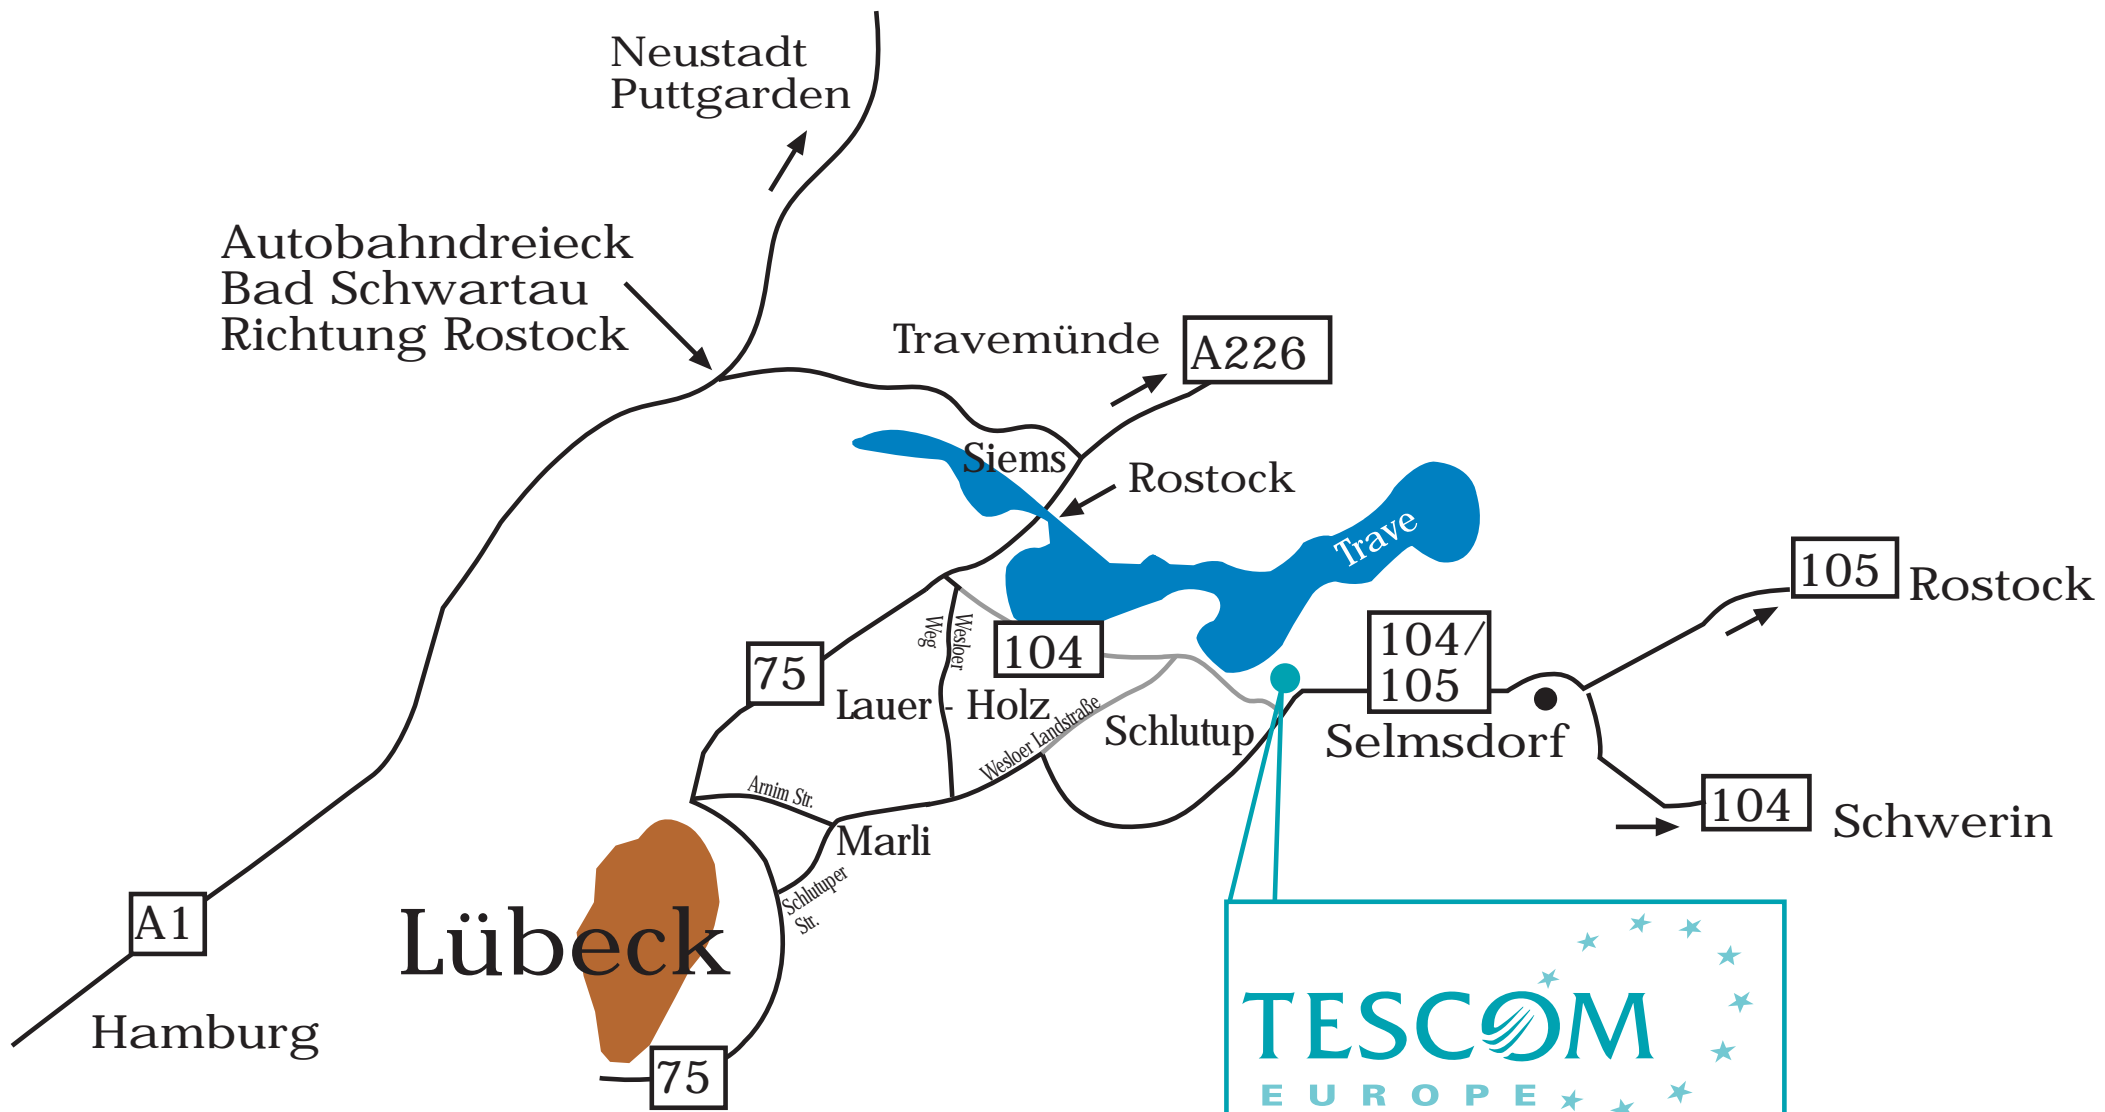 Neustadt
Puttgarden
Autobahndreieck
Bad Schwartau
Richtung Rostock
Travemünde
A226
Siems
Rostock
Trave
105
Rostock
Wesloer
Weg
104
104/
105
75
Lauer - Holz
Wesloer Landstraße
Schlutup
Selmsdorf
Arnim Str.
104
Schwerin
Marli
Schlutuper
Str.
A1
Lübeck
Hamburg
75
TESCOM
EUROPE